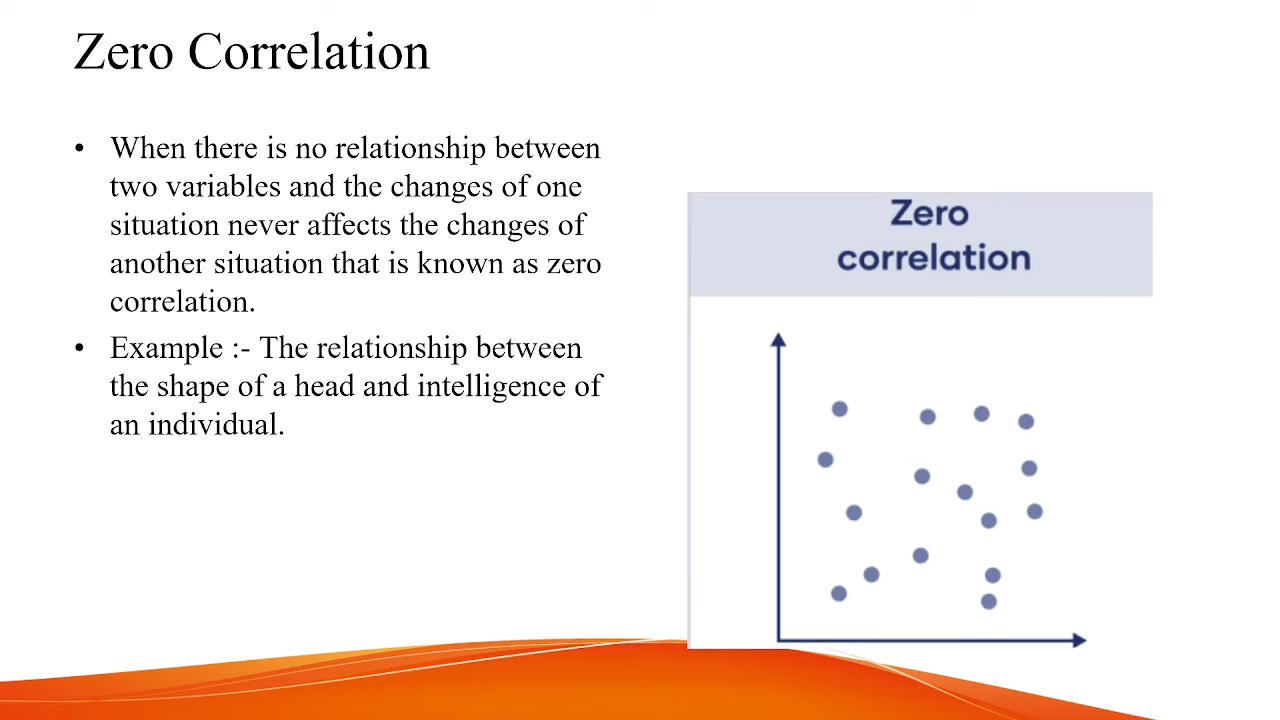 Zero Correlation
• When there is no relationship between
two variables and the changes of one
situation never affects the changes of
another situation that is known as zero
correlation.
• Example :- The relationship between
the shape of a head and intelligence of
an individual.
Zero
correlation